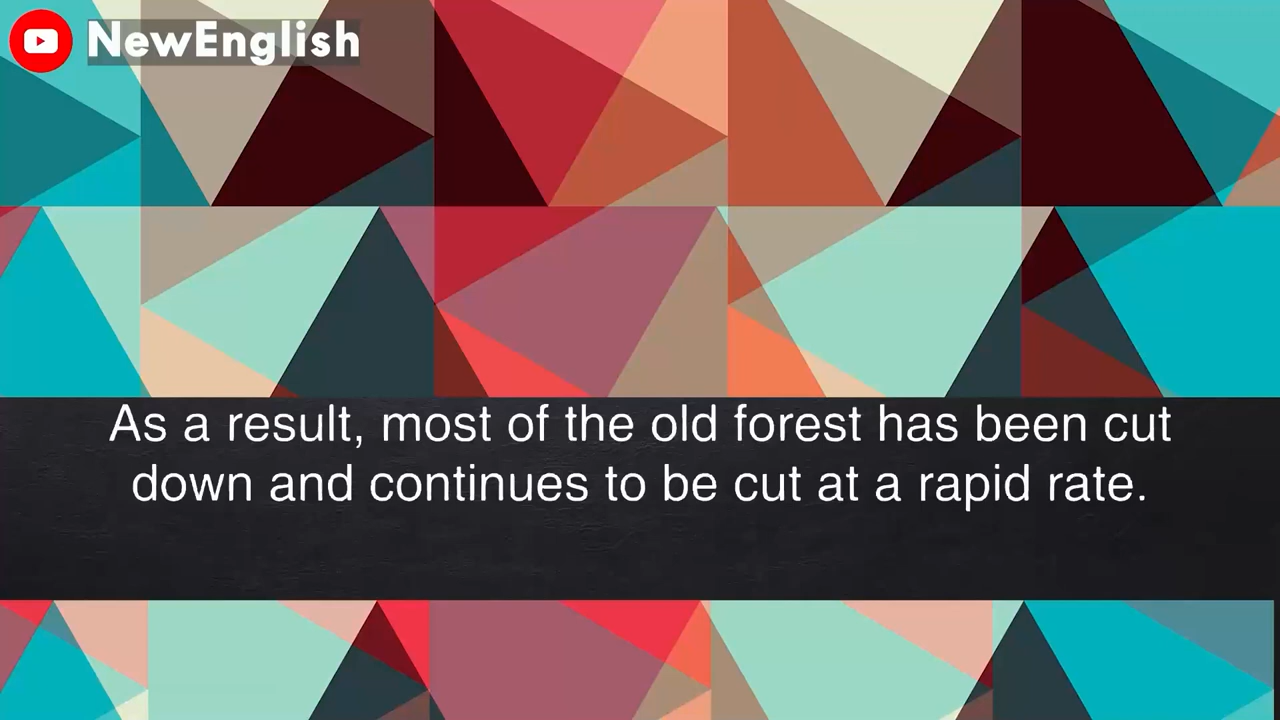 NewEnglish
As a result, most of the old forest has been cut
down and continues to be cut at a rapid rate.